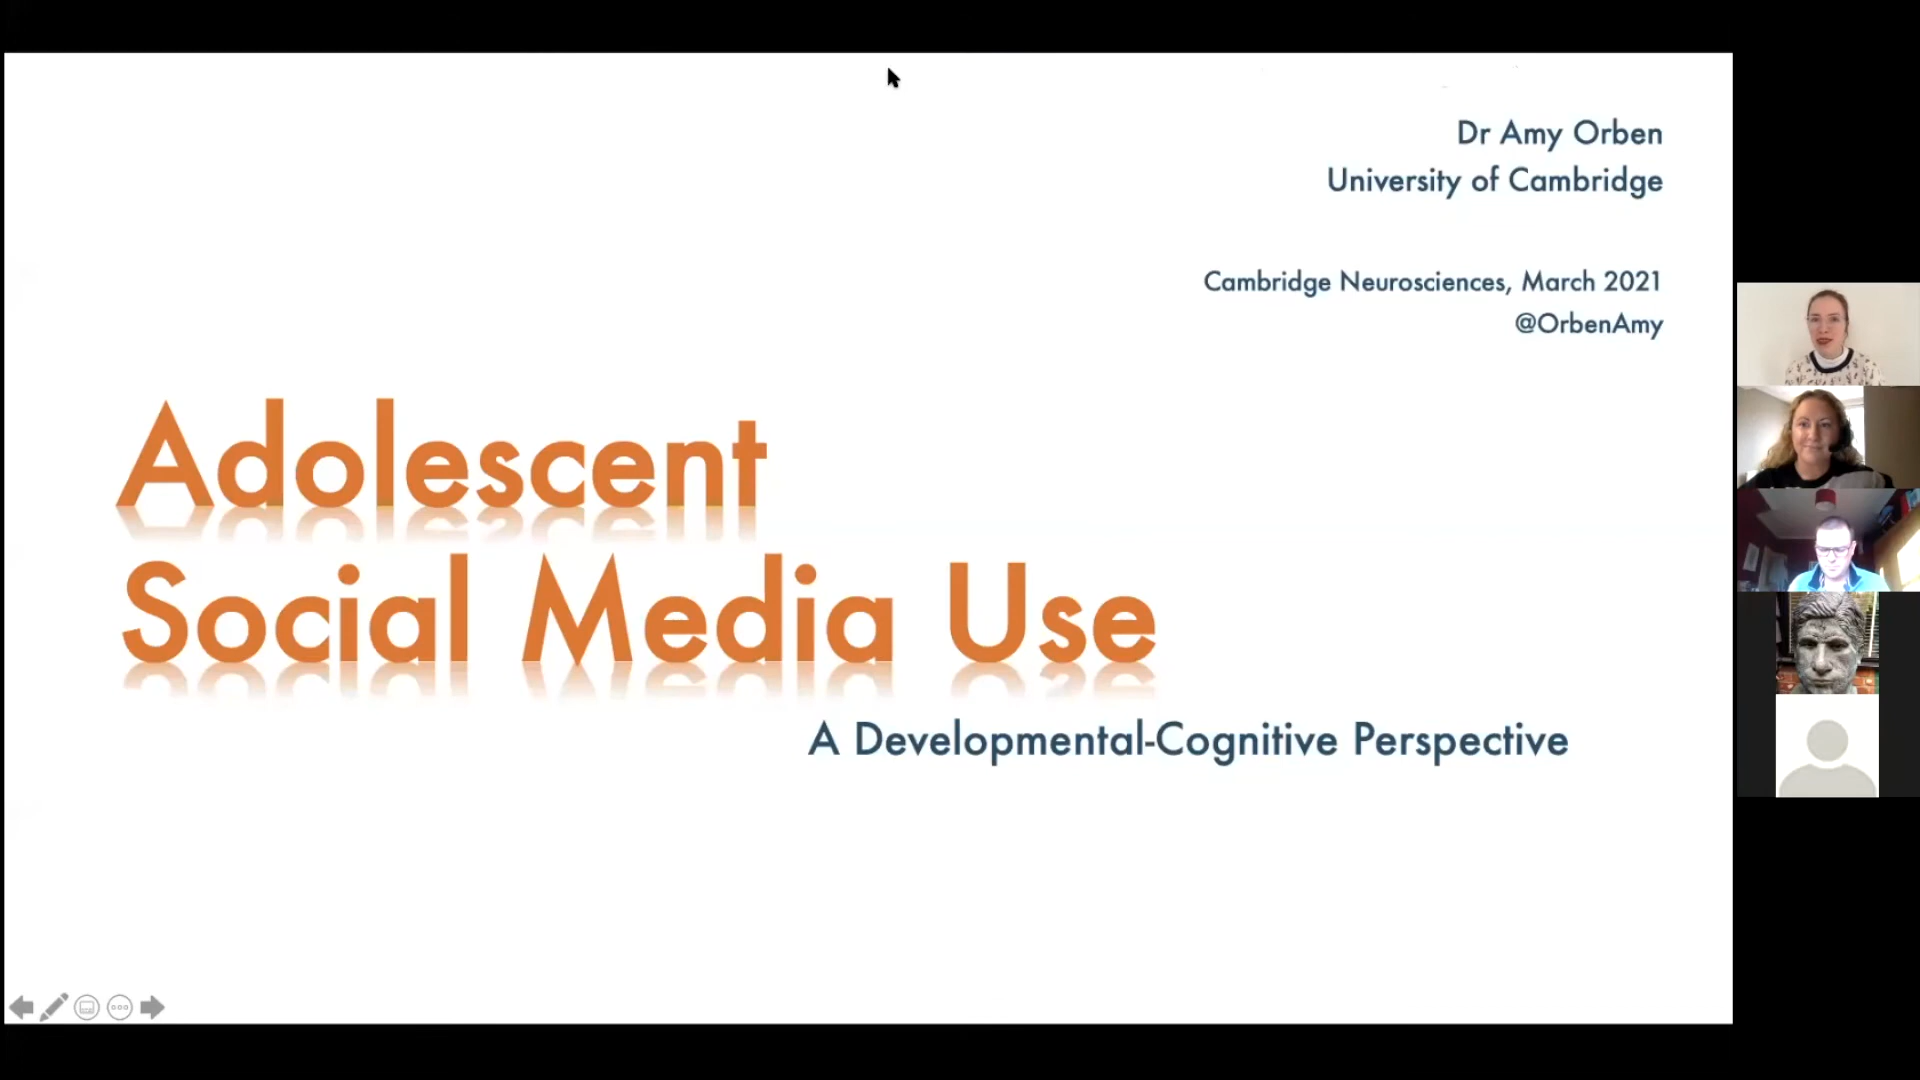 Dr Amy Orben
University of Cambridge
Cambridge Neurosciences, March 2021
@OrbenAmy
Adolescent
Social Media Use
A Developmental-Cognitive Perspective